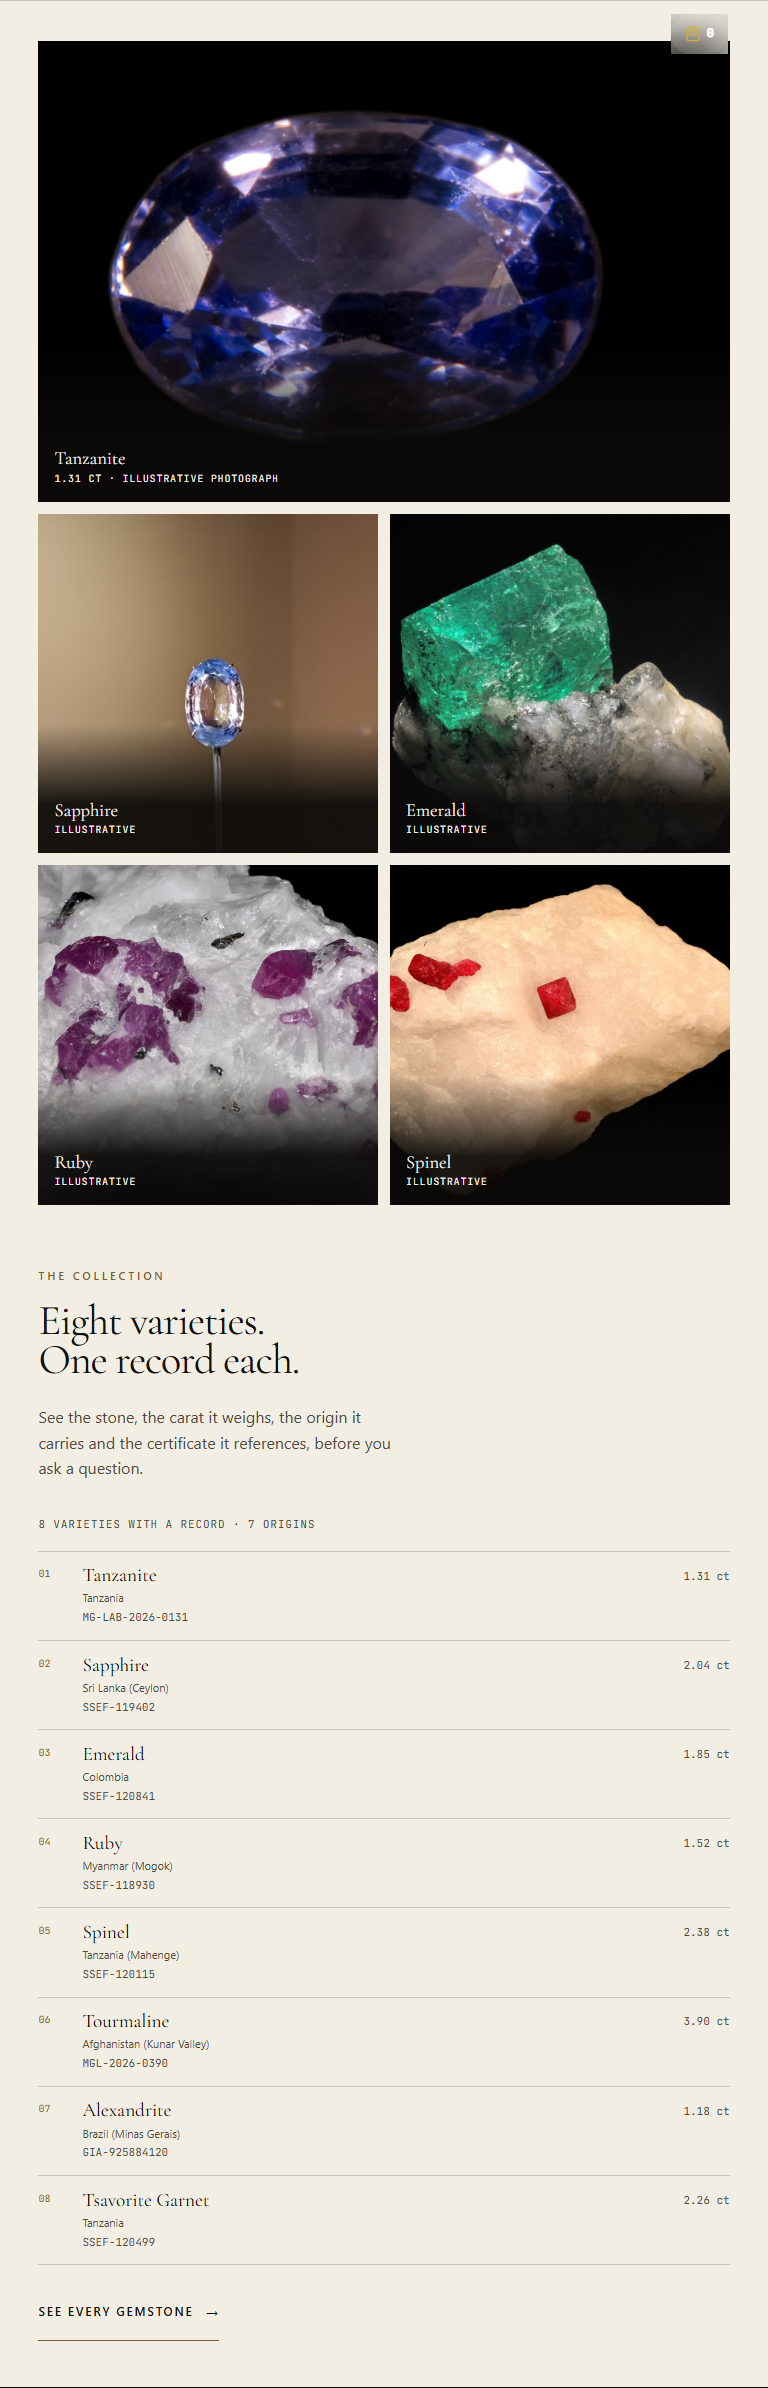 0
Tanzanite
1.31 CT · ILLUSTRATIVE PHOTOGRAPH
Sapphire
ILLUSTRATIVE
Emerald
ILLUSTRATIVE
Ruby
ILLUSTRATIVE
Spinel
ILLUSTRATIVE
THE COLLECTION
Eight varieties.
One record each.
See the stone, the carat it weighs, the origin it
carries and the certificate it references, before you
ask a question.
8 VARIETIES WITH A RECORD · 7 ORIGINS
01 Tanzanite 1.31 ct
Tanzania
MG-LAB-2026-0131
02 Sapphire 2.04 ct
Sri Lanka (Ceylon)
SSEF-119402
03 Emerald 1.85 ct
Colombia
SSEF-120841
04 Ruby 1.52 ct
Myanmar (Mogok)
SSEF-118930
05 Spinel 2.38 ct
Tanzania (Mahenge)
SSEF-120115
06 Tourmaline 3.90 ct
Afghanistan (Kunar Valley)
MGL-2026-0390
07 Alexandrite 1.18 ct
Brazil (Minas Gerais)
GIA-925884120
08 Tsavorite Garnet 2.26 ct
Tanzania
SSEF-120499
SEE EVERY GEMSTONE →